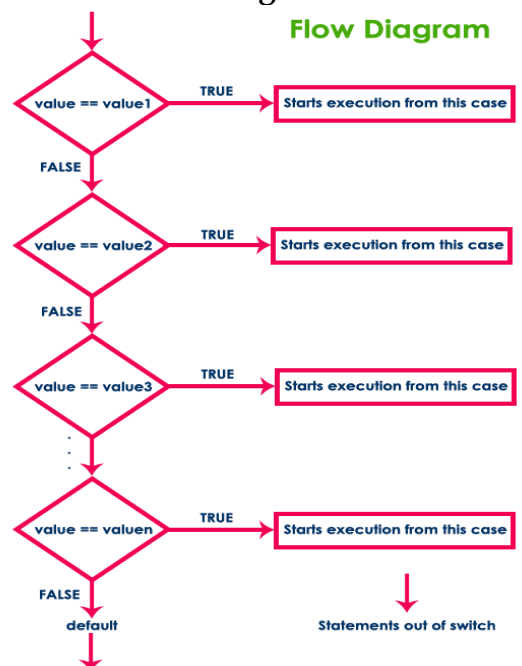 Flow Diagram
value == value1
TRUE
Starts execution from this case
FALSE
value == value2
TRUE
Starts execution from this case
FALSE
value == value3
TRUE
Starts execution from this case
value == valuen
TRUE
Starts execution from this case
FALSE
default
Statements out of switch